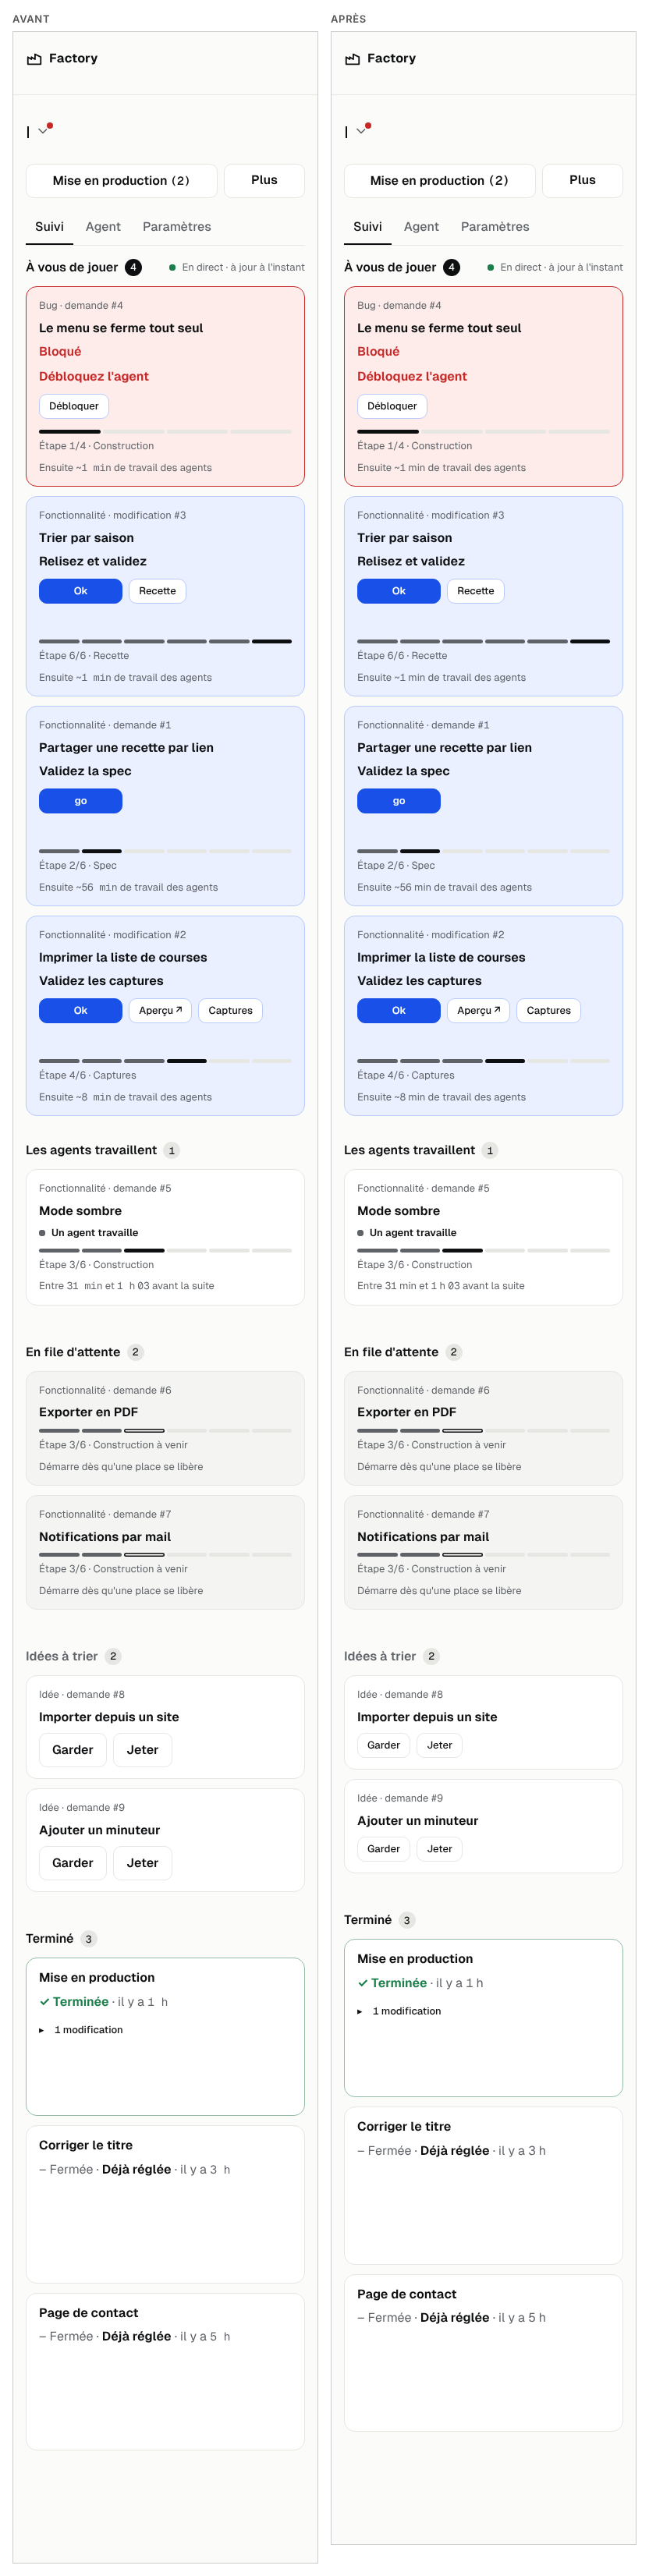 AVANT
Factory
Mise en production (2)
Plus
Suivi Agent Paramètres
À vous de jouer 4 En direct · à jour à l'instant
Bug · demande #4
Le menu se ferme tout seul
Bloqué
Débloquez l'agent
Débloquer
Étape 1/4 · Construction
Ensuite ~1 min de travail des agents
Fonctionnalité · modification #3
Trier par saison
Relisez et validez
Ok Recette
Étape 6/6 · Recette
Ensuite ~1 min de travail des agents
Fonctionnalité · demande #1
Partager une recette par lien
Validez la spec
go
Étape 2/6 · Spec
Ensuite ~56 min de travail des agents
Fonctionnalité · modification #2
Imprimer la liste de courses
Validez les captures
Ok Aperçu ↗ Captures
Étape 4/6 · Captures
Ensuite ~8 min de travail des agents
Les agents travaillent 1
Fonctionnalité · demande #5
Mode sombre
Un agent travaille
Étape 3/6 · Construction
Entre 31 min et 1 h 03 avant la suite
En file d'attente 2
Fonctionnalité · demande #6
Exporter en PDF
Étape 3/6 · Construction à venir
Démarre dès qu'une place se libère
Fonctionnalité · demande #7
Notifications par mail
Étape 3/6 · Construction à venir
Démarre dès qu'une place se libère
Idées à trier 2
Idée · demande #8
Importer depuis un site
Garder Jeter
Idée · demande #9
Ajouter un minuteur
Garder Jeter
Terminé 3
Mise en production
✓ Terminée · il y a 1 h
▸ 1 modification
Corriger le titre
– Fermée · Déjà réglée · il y a 3 h
Page de contact
– Fermée · Déjà réglée · il y a 5 h
APRÈS
Factory
Mise en production (2)
Plus
Suivi Agent Paramètres
À vous de jouer 4 En direct · à jour à l'instant
Bug · demande #4
Le menu se ferme tout seul
Bloqué
Débloquez l'agent
Débloquer
Étape 1/4 · Construction
Ensuite ~1 min de travail des agents
Fonctionnalité · modification #3
Trier par saison
Relisez et validez
Ok Recette
Étape 6/6 · Recette
Ensuite ~1 min de travail des agents
Fonctionnalité · demande #1
Partager une recette par lien
Validez la spec
go
Étape 2/6 · Spec
Ensuite ~56 min de travail des agents
Fonctionnalité · modification #2
Imprimer la liste de courses
Validez les captures
Ok Aperçu ↗ Captures
Étape 4/6 · Captures
Ensuite ~8 min de travail des agents
Les agents travaillent 1
Fonctionnalité · demande #5
Mode sombre
Un agent travaille
Étape 3/6 · Construction
Entre 31 min et 1 h 03 avant la suite
En file d'attente 2
Fonctionnalité · demande #6
Exporter en PDF
Étape 3/6 · Construction à venir
Démarre dès qu'une place se libère
Fonctionnalité · demande #7
Notifications par mail
Étape 3/6 · Construction à venir
Démarre dès qu'une place se libère
Idées à trier 2
Idée · demande #8
Importer depuis un site
Garder Jeter
Idée · demande #9
Ajouter un minuteur
Garder Jeter
Terminé 3
Mise en production
✓ Terminée · il y a 1 h
▸ 1 modification
Corriger le titre
– Fermée · Déjà réglée · il y a 3 h
Page de contact
– Fermée · Déjà réglée · il y a 5 h